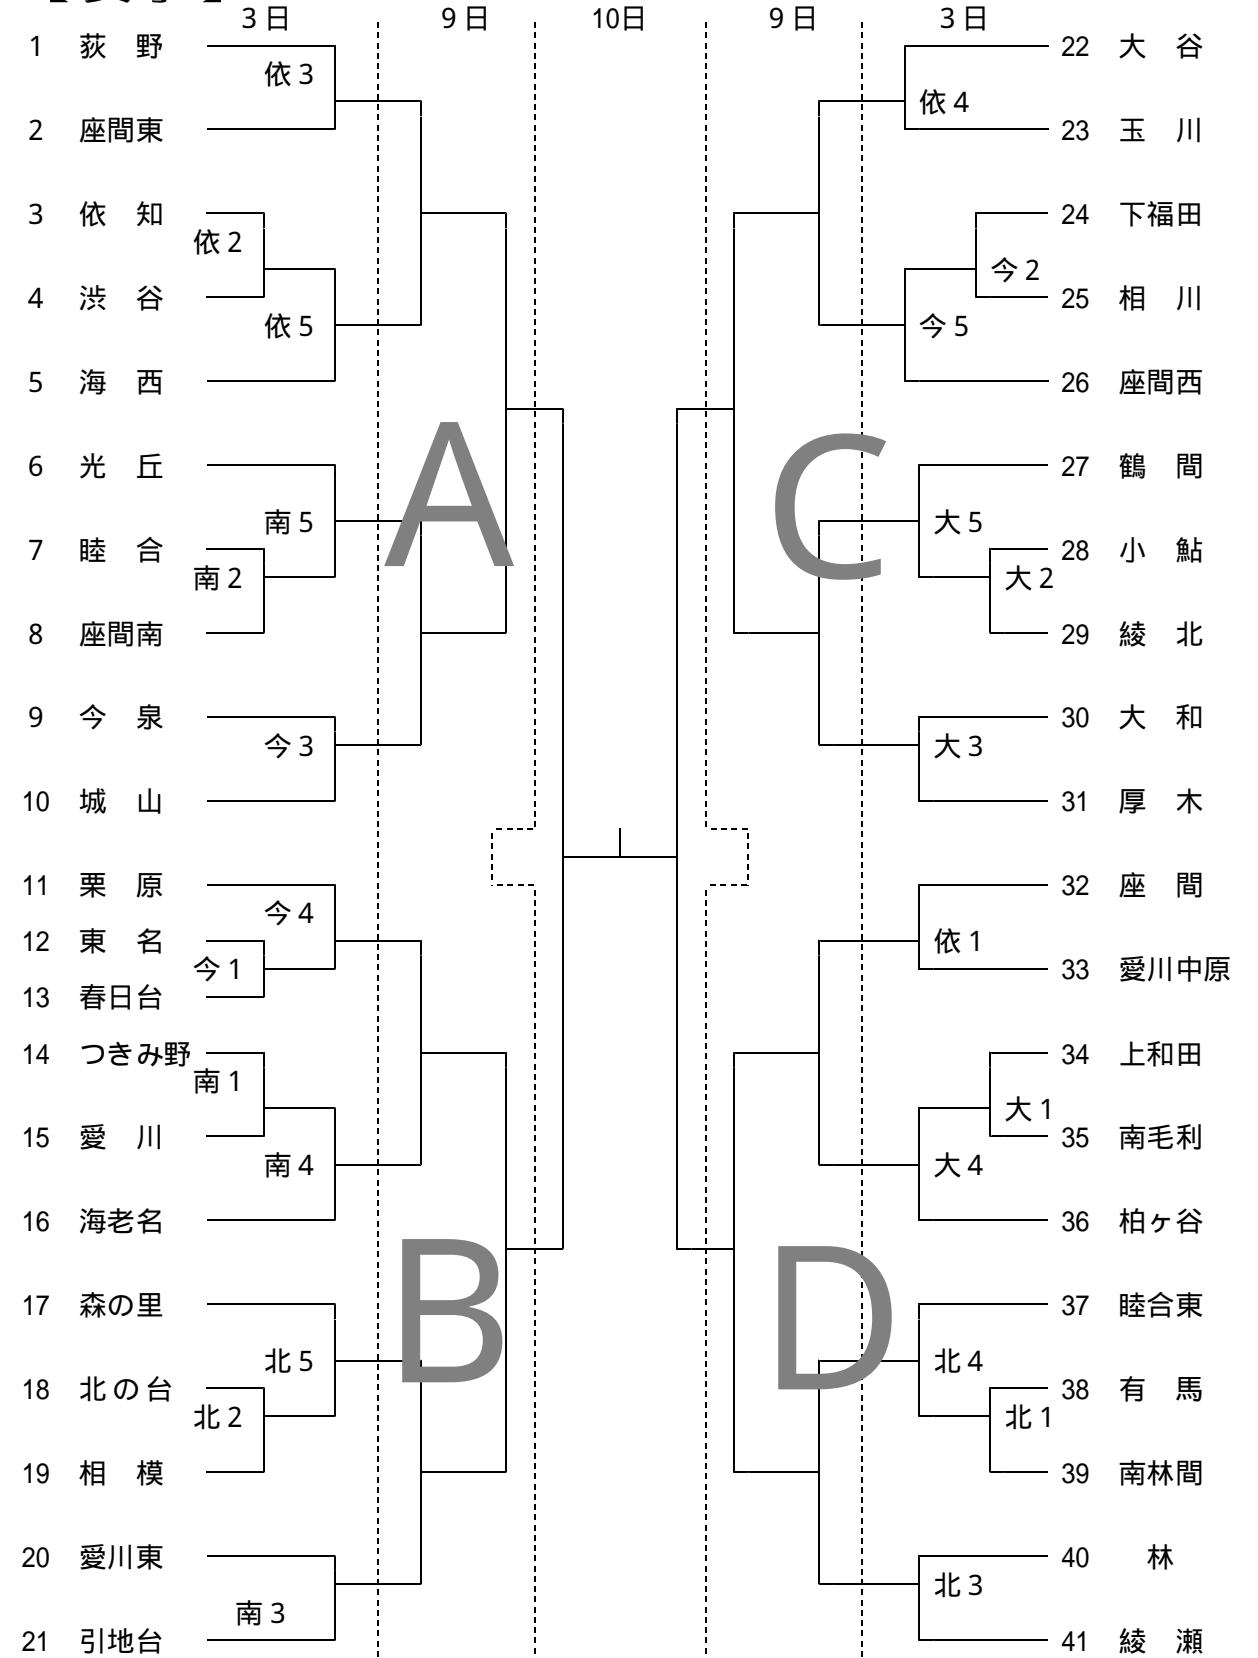 3日 9日 10日 9日 3日
1 荻 野
依3
2 座間東
3 依 知
依2
4 渋 谷
依5
5 海 西
6 光 丘
南5
7 睦 合
南2
8 座間南
9 今 泉
今3
10 城 山
11 栗 原
今4
12 東 名
今1
13 春日台
14 つきみ野
南1
15 愛 川
南4
16 海老名
17 森の里
北5
18 北の台
北2
19 相 模
20 愛川東
南3
21 引地台
A
B
C
D
22 大 谷
依4
23 玉 川
24 下福田
今2
25 相 川
今5
26 座間西
27 鶴 間
大5
28 小 鮎
大2
29 綾 北
30 大 和
大3
31 厚 木
32 座 間
依1
33 愛川中原
34 上和田
大1
35 南毛利
大4
36 柏ヶ谷
37 睦合東
北4
38 有 馬
北1
39 南林間
40 林
北3
41 綾 瀬